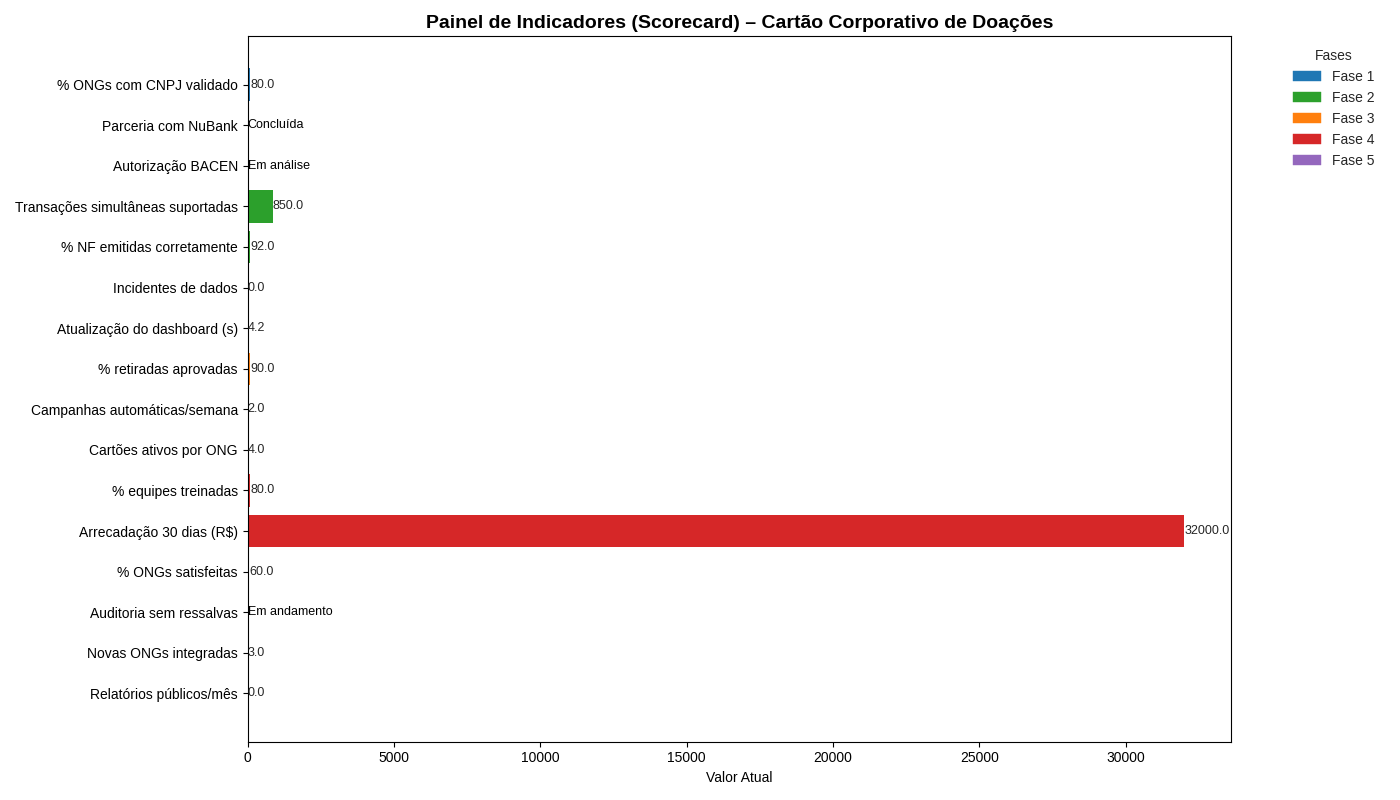 Painel de Indicadores (Scorecard) – Cartão Corporativo de Doações
% ONGs com CNPJ validado 80.0
Parceria com NuBank Concluída
Autorização BACEN Em análise
Transações simultâneas suportadas 850.0
% NF emitidas corretamente 92.0
Incidentes de dados 0.0
Atualização do dashboard (s) 4.2
% retiradas aprovadas 90.0
Campanhas automáticas/semana 2.0
Cartões ativos por ONG 4.0
% equipes treinadas 80.0
Arrecadação 30 dias (R$) 32000.0
% ONGs satisfeitas 60.0
Auditoria sem ressalvas Em andamento
Novas ONGs integradas 3.0
Relatórios públicos/mês 0.0
0 5000 10000 15000 20000 25000 30000
Valor Atual
Fases
Fase 1
Fase 2
Fase 3
Fase 4
Fase 5